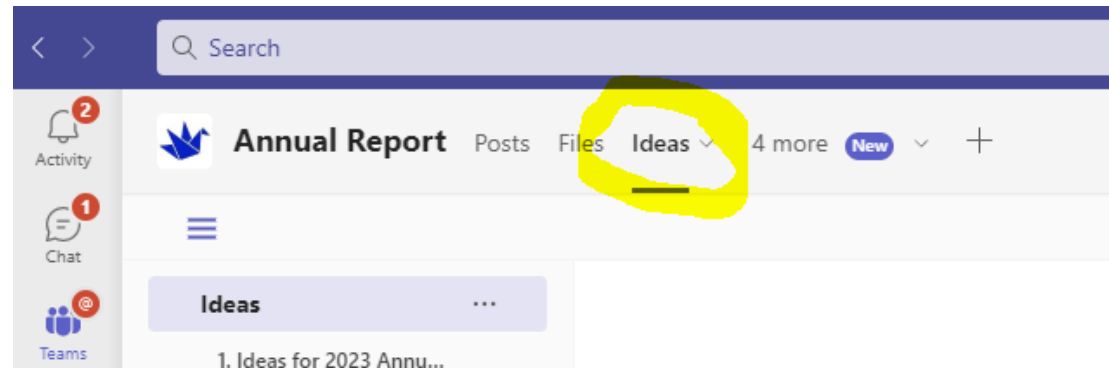 Search
2
Activity
Annual Report Posts Files Ideas 4 more New
1
Chat
Ideas ...
@
Teams
1. Ideas for 2023 Annu...